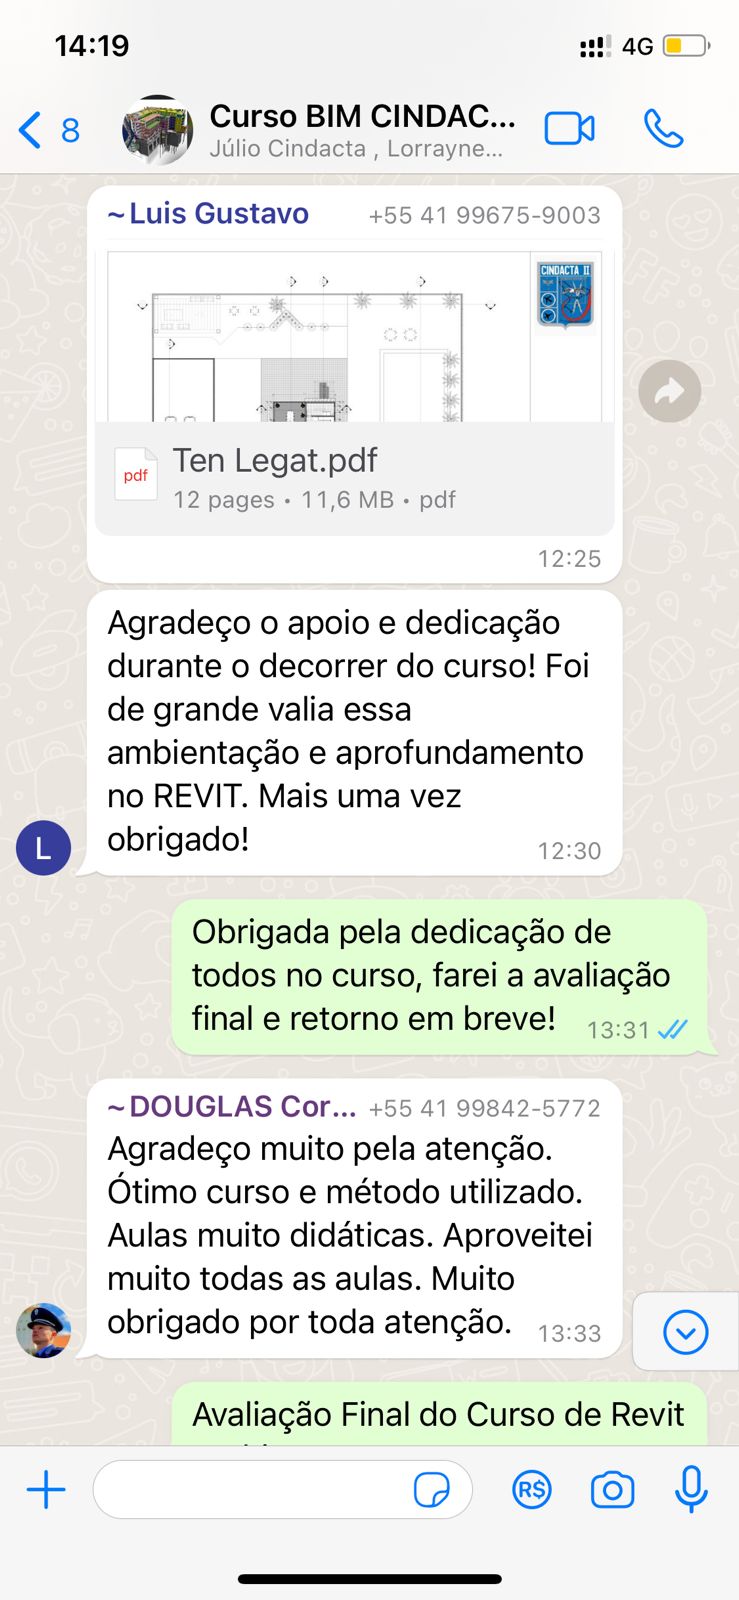 14:19
4G
8
Curso BIM CINDAC...
Júlio Cindacta , Lorrayne...
~Luis Gustavo
+55 41 99675-9003
CINDACTA II
pdf
Ten Legat.pdf
12 pages • 11,6 MB • pdf
12:25
Agradeço o apoio e dedicação
durante o decorrer do curso! Foi
de grande valia essa
ambientação e aprofundamento
no REVIT. Mais uma vez
obrigado!
12:30
L
Obrigada pela dedicação de
todos no curso, farei a avaliação
final e retorno em breve!
13:31
~DOUGLAS Cor...
+55 41 99842-5772
Agradeço muito pela atenção.
Ótimo curso e método utilizado.
Aulas muito didáticas. Aproveitei
muito todas as aulas. Muito
obrigado por toda atenção.
13:33
Avaliação Final do Curso de Revit
R$